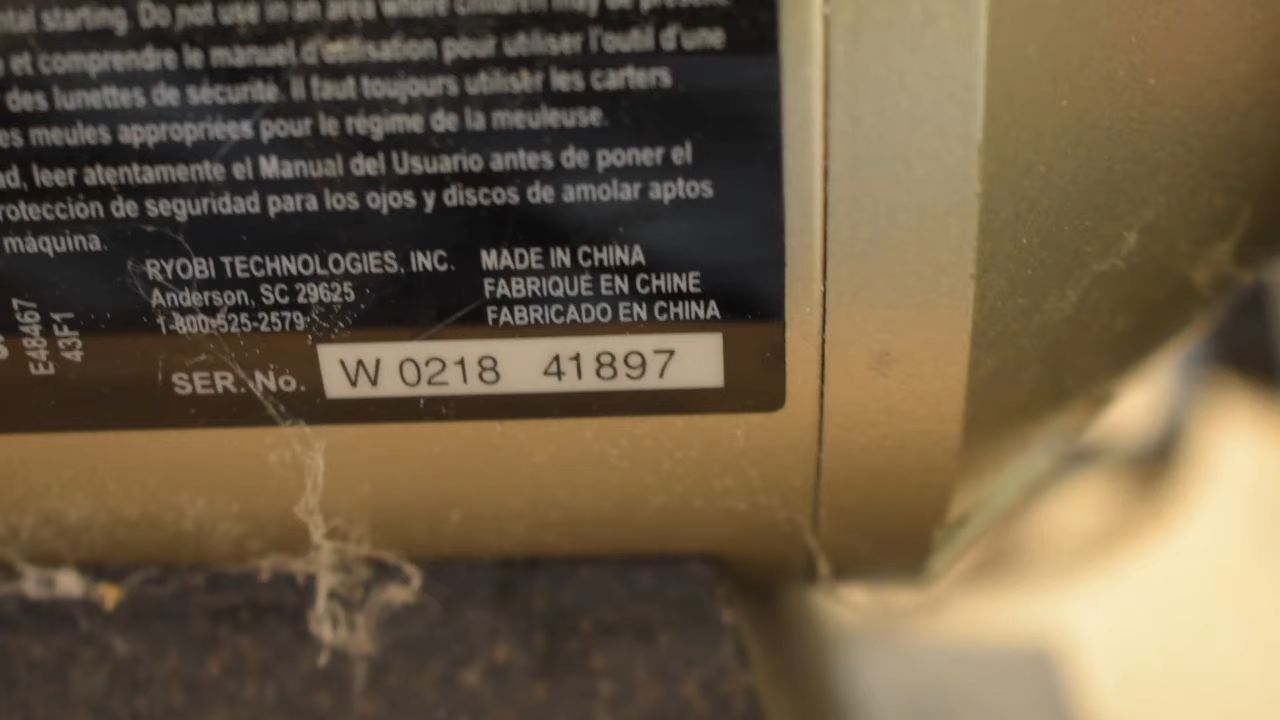 tal starting. Do not use in an area where children may be present.
et comprendre le manuel d'utilisation pour utiliser l'outil d'une
des lunettes de sécurité. Il faut toujours utiliser les carters
es meules appropriées pour le régime de la meuleuse.
ad, leer atentamente el Manual del Usuario antes de poner el
rotección de seguridad para los ojos y discos de amolar aptos
máquina.
RYOBI TECHNOLOGIES, INC.
Anderson, SC 29625
1-800-525-2579
MADE IN CHINA
FABRIQUÉ EN CHINE
FABRICADO EN CHINA
E48467
43F1
SER. No. W 0218 41897